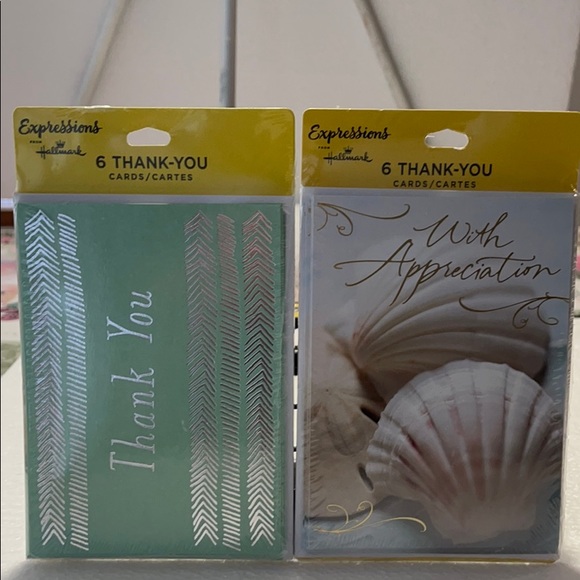 Expressions
FROM
Hallmark
6 THANK-YOU
CARDS/CARTES
Thank You
Expressions
FROM
Hallmark
6 THANK-YOU
CARDS/CARTES
With
Appreciation